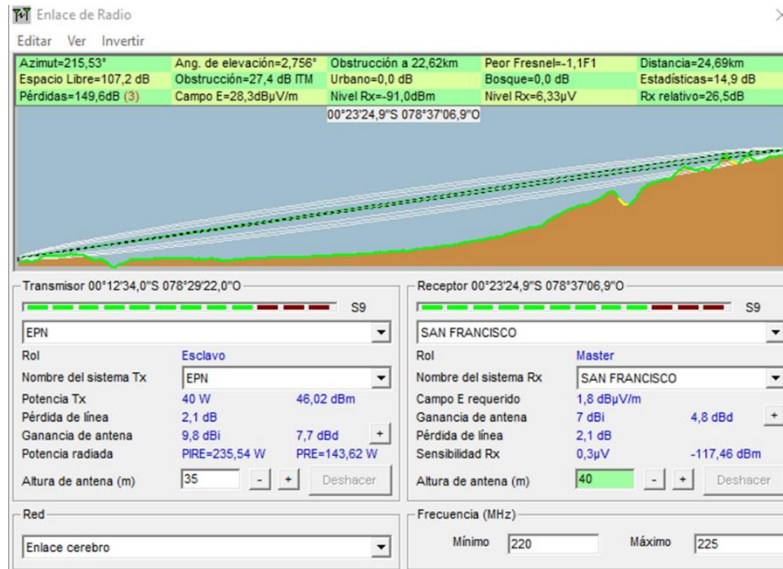 Enlace de Radio
Editar Ver Invertir
Azimut=215,53° Ang. de elevación=2,756° Obstrucción a 22,62km Peor Fresnel=-1,1F1 Distancia=24,69km
Espacio Libre=107,2 dB Obstrucción=27,4 dB ITM Urbano=0,0 dB Bosque=0,0 dB Estadísticas=14,9 dB
Pérdidas=149,6dB (3) Campo E=28,3dBµV/m Nivel Rx=-91,0dBm Nivel Rx=6,33µV Rx relativo=26,5dB
00°23'24,9"S 078°37'06,9"O
Transmisor 00°12'34,0"S 078°29'22,0"O
S9
EPN
Rol Esclavo
Nombre del sistema Tx EPN
Potencia Tx 40 W 46,02 dBm
Pérdida de línea 2,1 dB
Ganancia de antena 9,8 dBi 7,7 dBd +
Potencia radiada PIRE=235,54 W PRE=143,62 W
Altura de antena (m) 35 - + Deshacer
Red
Enlace cerebro
Receptor 00°23'24,9"S 078°37'06,9"O
S9
SAN FRANCISCO
Rol Master
Nombre del sistema Rx SAN FRANCISCO
Campo E requerido 1,8 dBµV/m
Ganancia de antena 7 dBi 4,8 dBd +
Pérdida de línea 2,1 dB
Sensibilidad Rx 0,3µV -117,46 dBm
Altura de antena (m) 40 - + Deshacer
Frecuencia (MHz)
Mínimo 220 Máximo 225